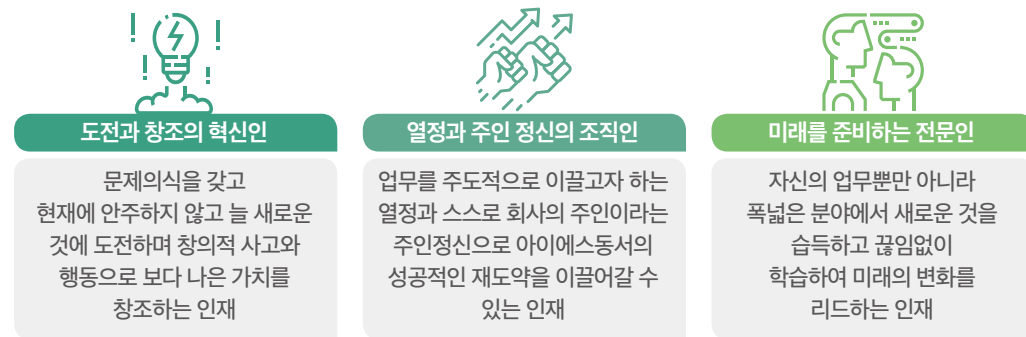 도전과 창조의 혁신인
문제의식을 갖고
현재에 안주하지 않고 늘 새로운
것에 도전하며 창의적 사고와
행동으로 보다 나은 가치를
창조하는 인재
열정과 주인 정신의 조직인
업무를 주도적으로 이끌고자 하는
열정과 스스로 회사의 주인이라는
주인정신으로 아이에스동서의
성공적인 재도약을 이끌어갈 수
있는 인재
미래를 준비하는 전문인
자신의 업무뿐만 아니라
폭넓은 분야에서 새로운 것을
습득하고 끊임없이
학습하여 미래의 변화를
리드하는 인재